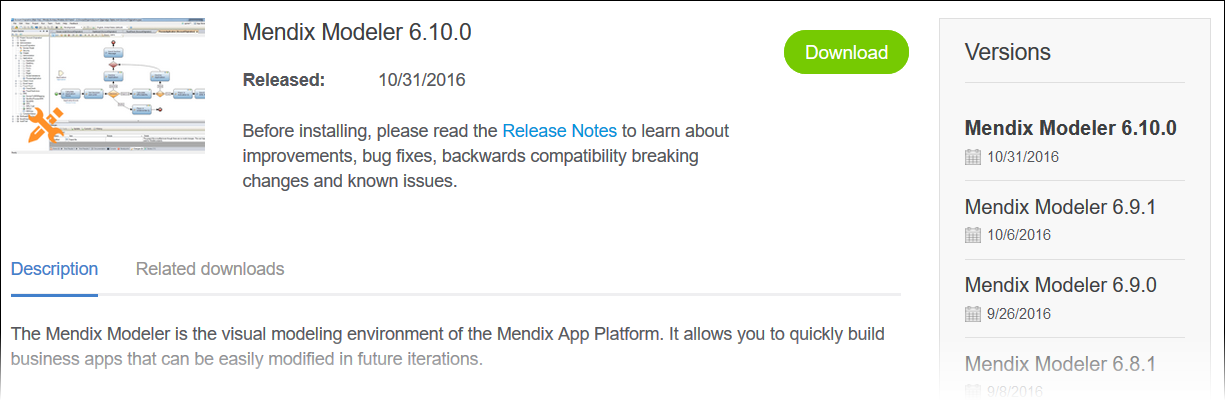 Mendix Modeler 6.10.0
Released: 10/31/2016
Download
Before installing, please read the Release Notes to learn about
improvements, bug fixes, backwards compatibility breaking
changes and known issues.
Description
Related downloads
The Mendix Modeler is the visual modeling environment of the Mendix App Platform. It allows you to quickly build
business apps that can be easily modified in future iterations.
Versions
Mendix Modeler 6.10.0
10/31/2016
Mendix Modeler 6.9.1
10/6/2016
Mendix Modeler 6.9.0
9/26/2016
Mendix Modeler 6.8.1
9/8/2016